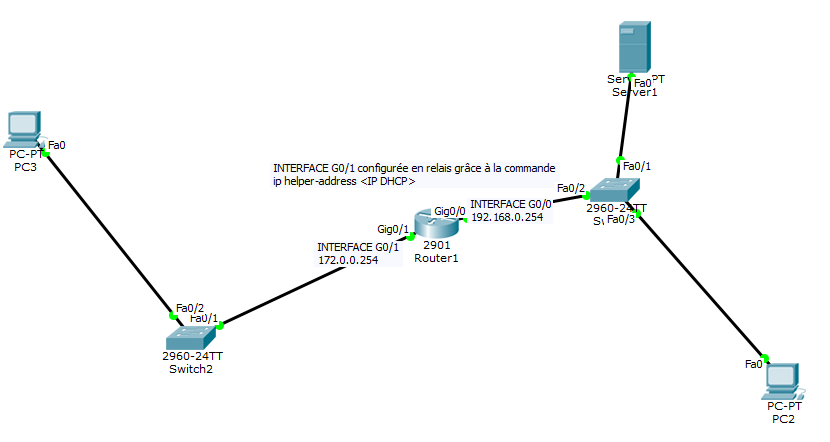 Fa0
Server1
Fa0/1
Fa0
PC-PT
PC3
INTERFACE G0/1 configurée en relais grâce à la commande
ip helper-address <IP DHCP>
Fa0/2
2960-24TT
Fa0/3
INTERFACE G0/0
192.168.0.254
Gig0/0
Gig0/1
2901
Router1
INTERFACE G0/1
172.0.0.254
Fa0/2
Fa0/1
2960-24TT
Switch2
Fa0
PC-PT
PC2